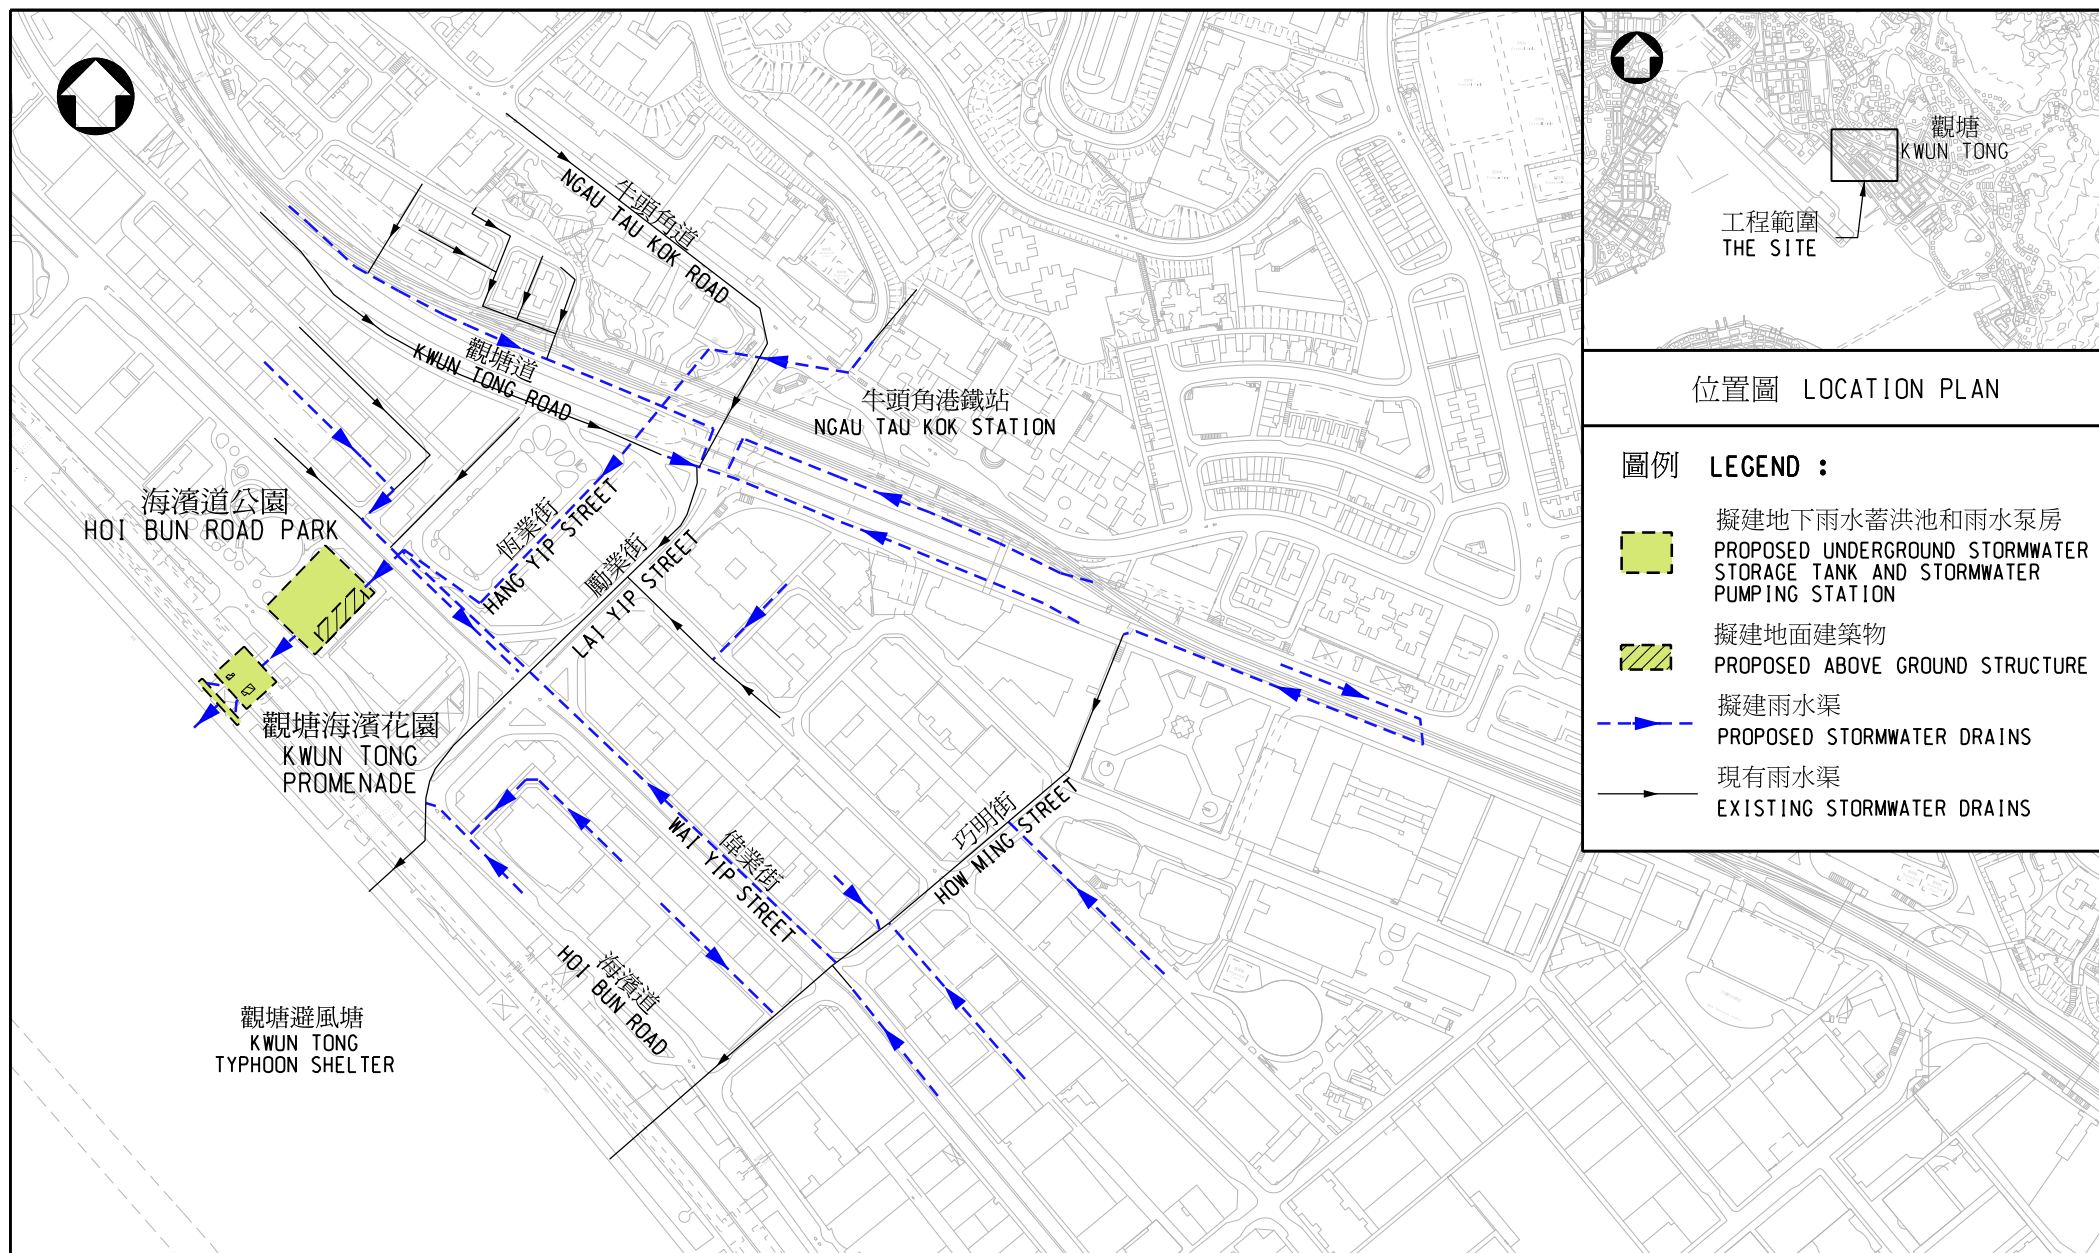 牛頭角道
NGAU TAU KOK ROAD
觀塘道
KWUN TONG ROAD
牛頭角港鐵站
NGAU TAU KOK STATION
海濱道公園
HOI BUN ROAD PARK
恆業街
HANG YIP STREET
勵業街
LAI YIP STREET
觀塘海濱花園
KWUN TONG
PROMENADE
偉業街
WAI YIP STREET
巧明街
HOW MING STREET
海濱道
HOI BUN ROAD
觀塘避風塘
KWUN TONG
TYPHOON SHELTER
觀塘
KWUN TONG
工程範圍
THE SITE
位置圖 LOCATION PLAN
圖例 LEGEND :
擬建地下雨水蓄洪池和雨水泵房
PROPOSED UNDERGROUND STORMWATER
STORAGE TANK AND STORMWATER
PUMPING STATION
擬建地面建築物
PROPOSED ABOVE GROUND STRUCTURE
擬建雨水渠
PROPOSED STORMWATER DRAINS
現有雨水渠
EXISTING STORMWATER DRAINS